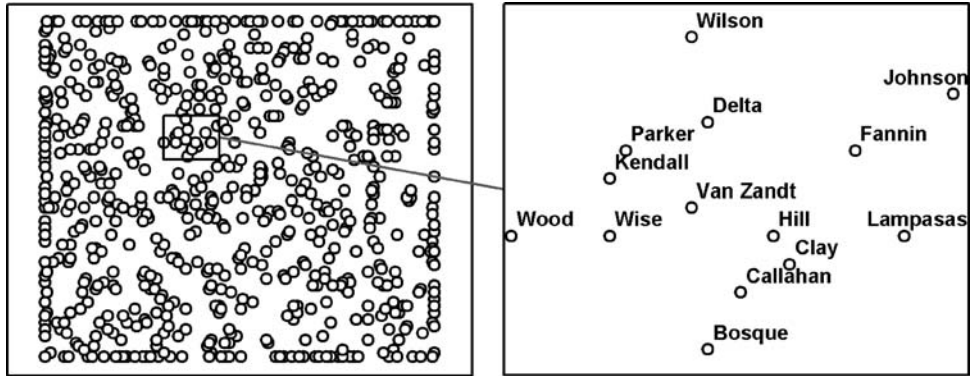 Wilson
Johnson
Delta
Parker
Fannin
Kendall
Van Zandt
Wood
Wise
Hill
Lampasas
Clay
Callahan
Bosque